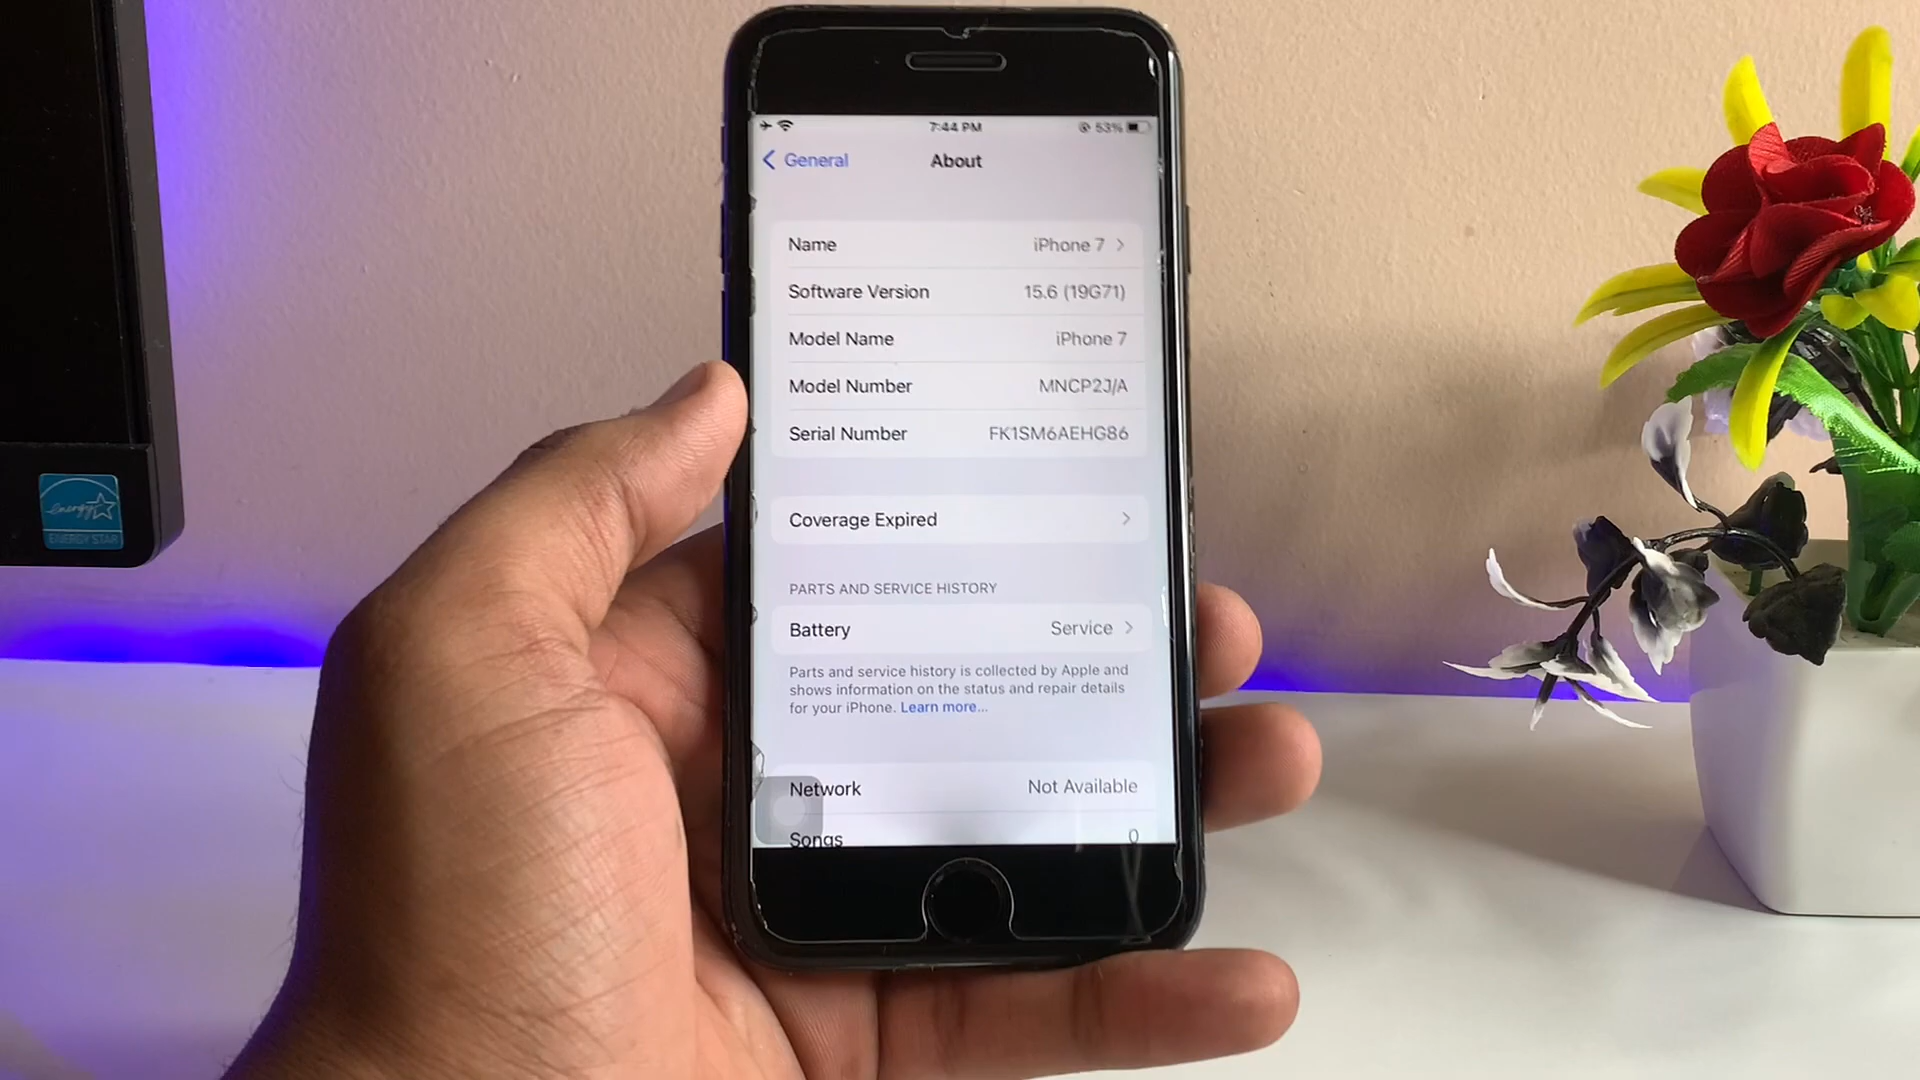 7:44 PM
53%
General
About
Name iPhone 7
Software Version 15.6 (19G71)
Model Name iPhone 7
Model Number MNCP2J/A
Serial Number FK1SM6AEHG86
Coverage Expired
PARTS AND SERVICE HISTORY
Battery Service
Parts and service history is collected by Apple and
shows information on the status and repair details
for your iPhone. Learn more...
Network Not Available
Songs 0
energy
ENERGY STAR